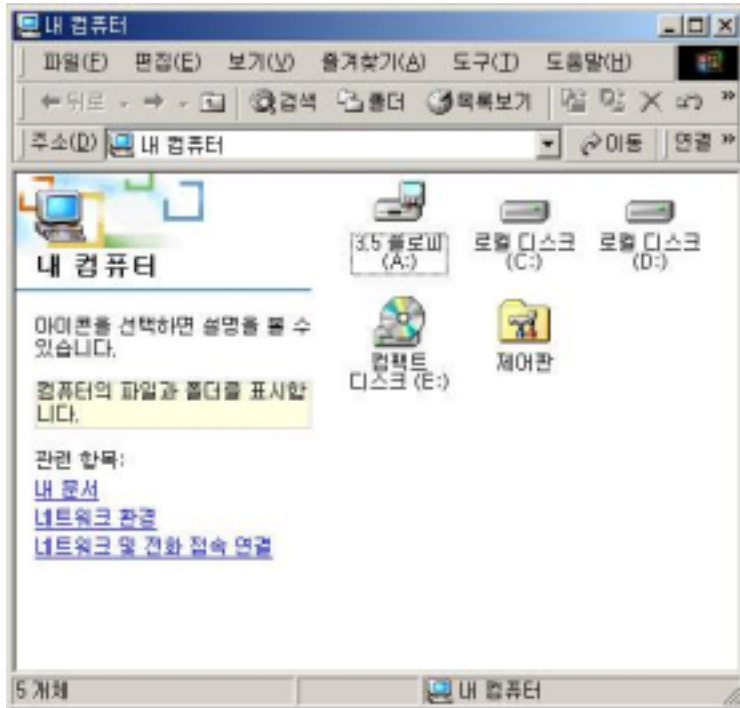 내 컴퓨터
파일(F) 편집(E) 보기(V) 즐겨찾기(A) 도구(T) 도움말(H)
뒤로 검색 폴더 목록보기 »
주소(D) 내 컴퓨터 이동 연결 »
내 컴퓨터
아이콘을 선택하면 설명을 볼 수
있습니다.
컴퓨터의 파일과 폴더를 표시합
니다.
관련 항목:
내 문서
네트워크 환경
네트워크 및 전화 접속 연결
3.5 플로피
(A:)
로컬 디스크
(C:)
로컬 디스크
(D:)
컴팩트
디스크 (E:)
제어판
5 개체 내 컴퓨터